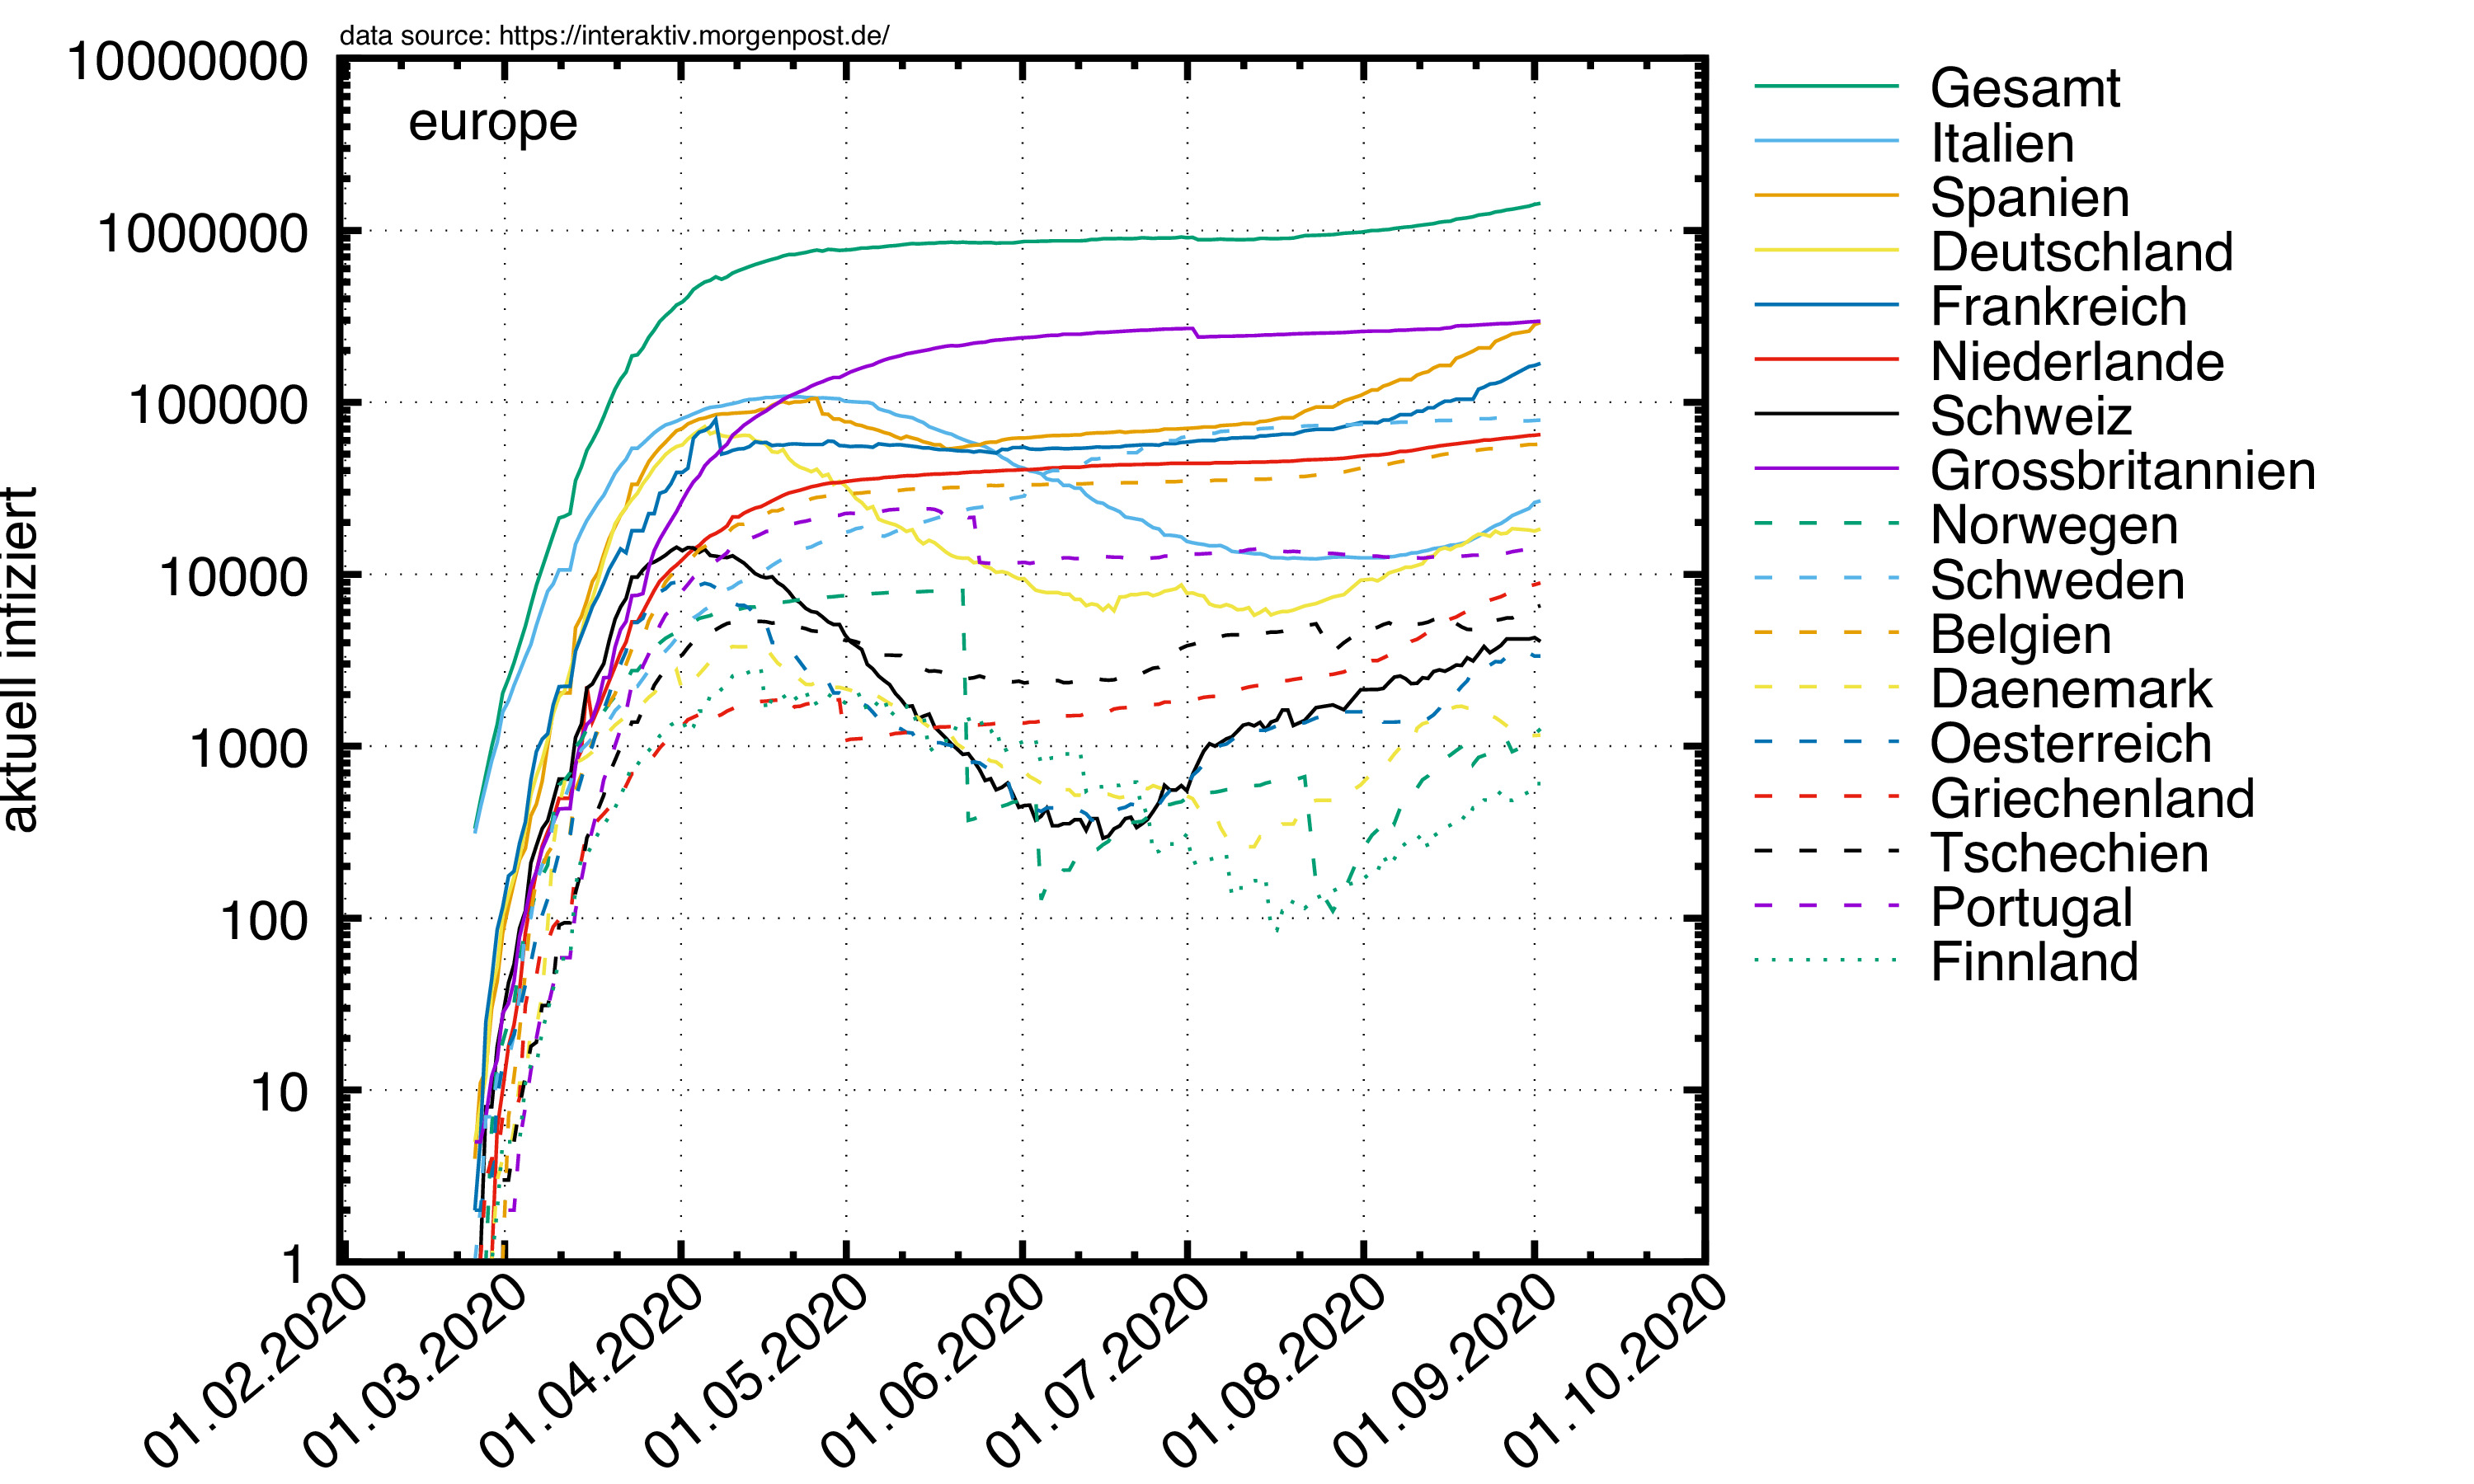 data source: https://interaktiv.morgenpost.de/
europe
aktuell infiziert
10000000
1000000
100000
10000
1000
100
10
1
01.02.2020
01.03.2020
01.04.2020
01.05.2020
01.06.2020
01.07.2020
01.08.2020
01.09.2020
01.10.2020
Gesamt
Italien
Spanien
Deutschland
Frankreich
Niederlande
Schweiz
Grossbritannien
Norwegen
Schweden
Belgien
Daenemark
Oesterreich
Griechenland
Tschechien
Portugal
Finnland